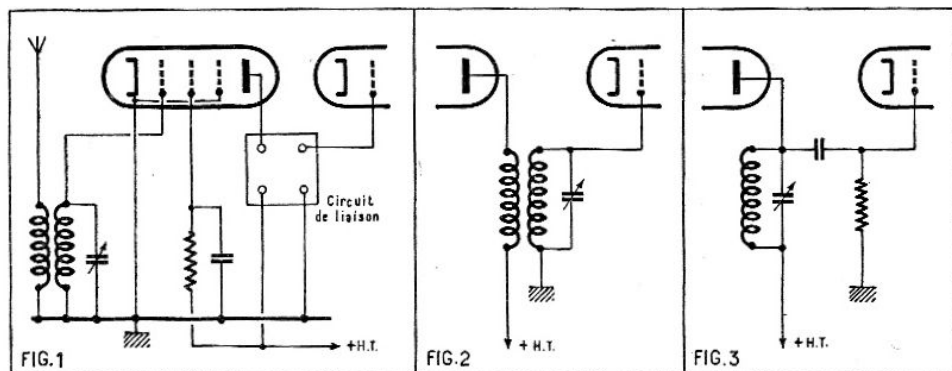 Circuit
de liaison
+H.T.
FIG.1
+H.T.
FIG.2
+H.T.
FIG.3